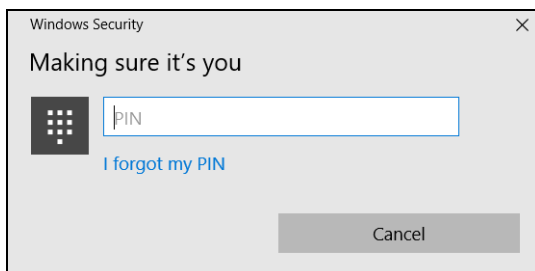 Windows Security
Making sure it's you
PIN
I forgot my PIN
Cancel